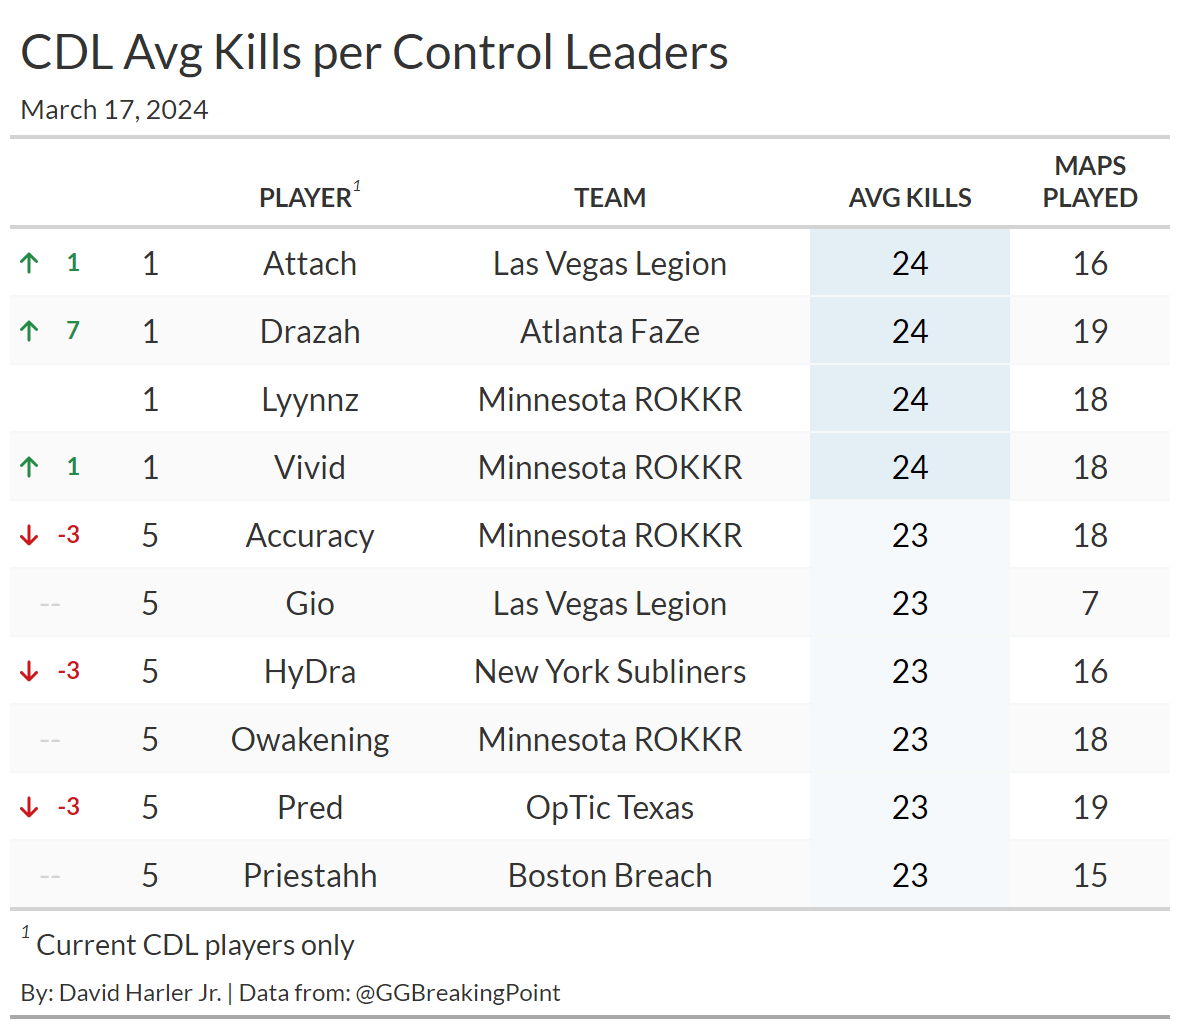 CDL Avg Kills per Control Leaders
March 17, 2024
PLAYER1 TEAM AVG KILLS MAPS PLAYED
↑ 1 1 Attach Las Vegas Legion 24 16
↑ 7 1 Drazah Atlanta FaZe 24 19
1 Lyynnz Minnesota ROKKR 24 18
↑ 1 1 Vivid Minnesota ROKKR 24 18
↓ -3 5 Accuracy Minnesota ROKKR 23 18
-- 5 Gio Las Vegas Legion 23 7
↓ -3 5 HyDra New York Subliners 23 16
-- 5 Owakening Minnesota ROKKR 23 18
↓ -3 5 Pred OpTic Texas 23 19
-- 5 Priestahh Boston Breach 23 15
1 Current CDL players only
By: David Harler Jr. | Data from: @GGBreakingPoint